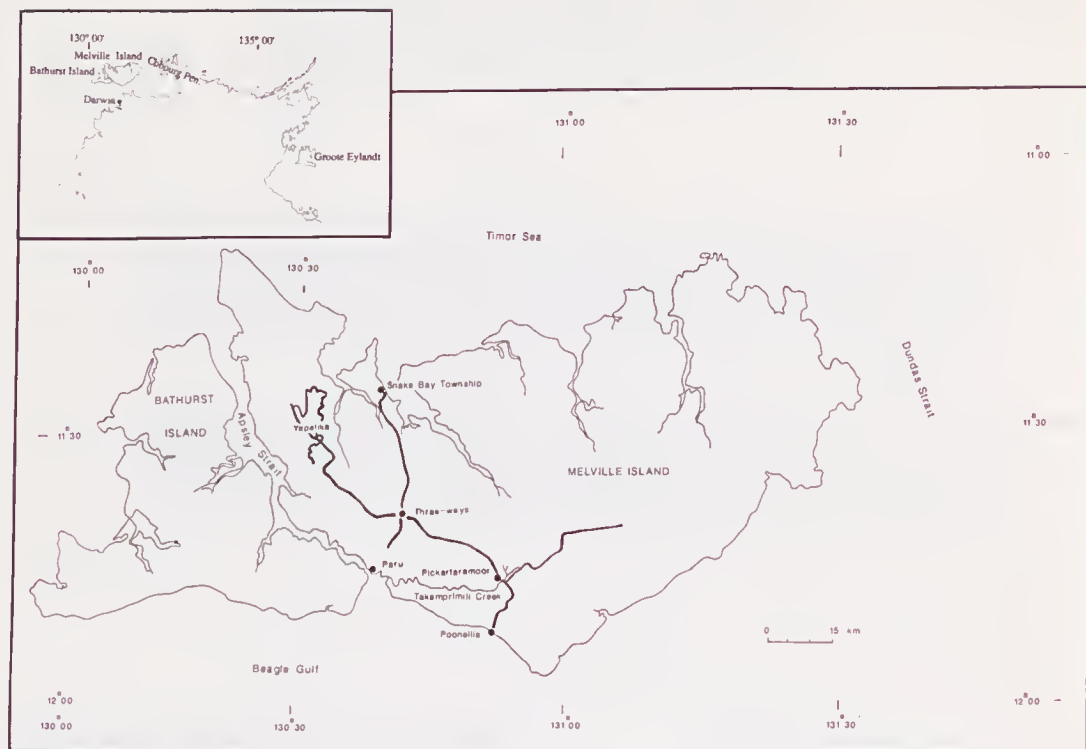 130° 00'
135° 00'
Melville Island
Cobourg Pen
Bathurst Island
Darwin
Groote Eylandt
131°00
131°30
11°00
Timor Sea
130°00
130°30
Dundas Strait
Snake Bay Township
BATHURST
ISLAND
Apsley Strait
Yapalika
11°30
11°30
MELVILLE ISLAND
Three-ways
Paru
Pickartaramoor
Takamprimili Creek
Poonellie
0 15 km
Beagle Gulf
12°00
12°00
130°00
130°30
131°00
131°30